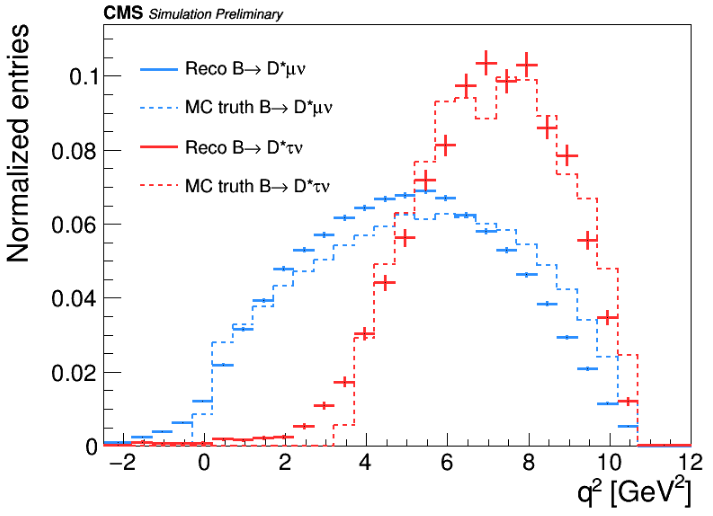 CMS Simulation Preliminary
Normalized entries
0.1
0.08
0.06
0.04
0.02
0
Reco B→ D*μν
MC truth B→ D*μν
Reco B→ D*τν
MC truth B→ D*τν
−2 0 2 4 6 8 10 12
q² [GeV²]